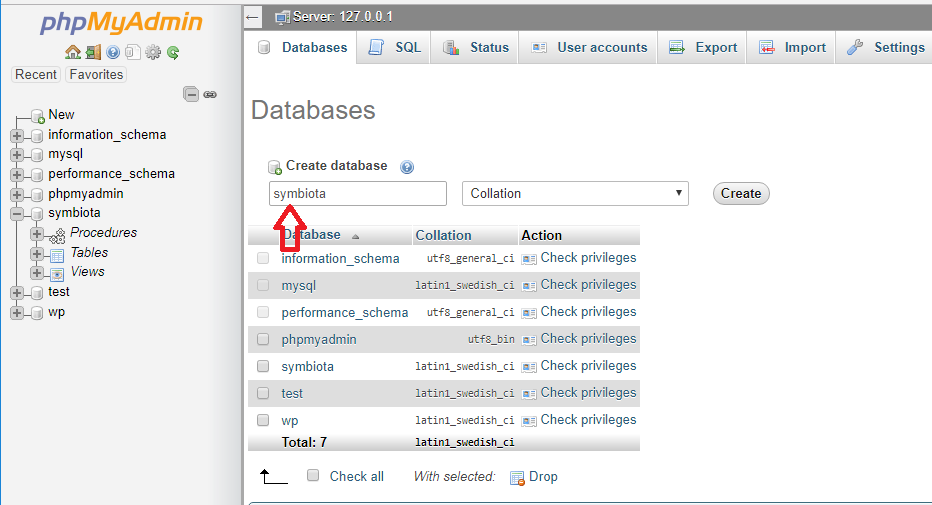 phpMyAdmin
Recent Favorites
New
information_schema
mysql
performance_schema
phpmyadmin
symbiota
Procedures
Tables
Views
test
wp
Server: 127.0.0.1
Databases SQL Status User accounts Export Import Settings
Databases
Create database
symbiota Collation Create
Database Collation Action
information_schema utf8_general_ci Check privileges
mysql latin1_swedish_ci Check privileges
performance_schema utf8_general_ci Check privileges
phpmyadmin utf8_bin Check privileges
symbiota latin1_swedish_ci Check privileges
test latin1_swedish_ci Check privileges
wp latin1_swedish_ci Check privileges
Total: 7 latin1_swedish_ci
Check all With selected: Drop